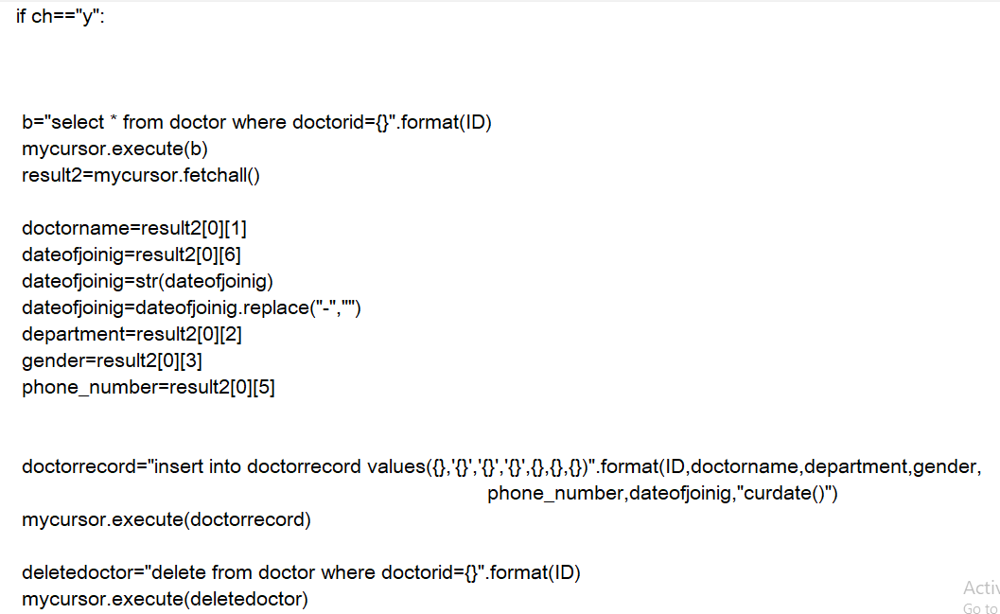 if ch=="y":
b="select * from doctor where doctorid={}".format(ID)
mycursor.execute(b)
result2=mycursor.fetchall()
doctorname=result2[0][1]
dateofjoinig=result2[0][6]
dateofjoinig=str(dateofjoinig)
dateofjoinig=dateofjoinig.replace("-","")
department=result2[0][2]
gender=result2[0][3]
phone_number=result2[0][5]
doctorrecord="insert into doctorrecord values({},'{}','{}','{}',{},{},{})".format(ID,doctorname,department,gender,
phone_number,dateofjoinig,"curdate()")
mycursor.execute(doctorrecord)
deletedoctor="delete from doctor where doctorid={}".format(ID)
mycursor.execute(deletedoctor)
Activ
Go to